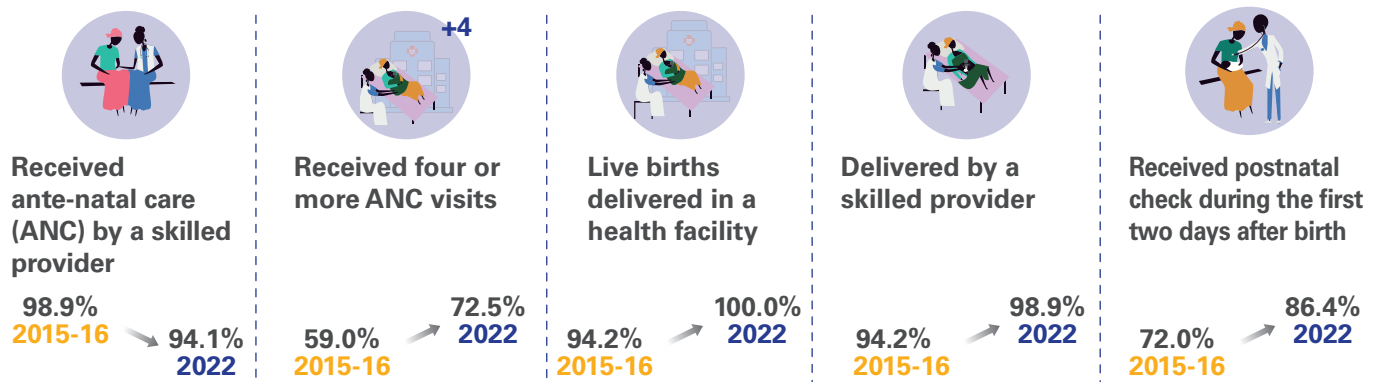 Received
ante-natal care
(ANC) by a skilled
provider
98.9%
2015-16
94.1%
2022
+4
Received four or
more ANC visits
59.0%
2015-16
72.5%
2022
Live births
delivered in a
health facility
94.2%
2015-16
100.0%
2022
Delivered by a
skilled provider
94.2%
2015-16
98.9%
2022
Received postnatal
check during the first
two days after birth
72.0%
2015-16
86.4%
2022